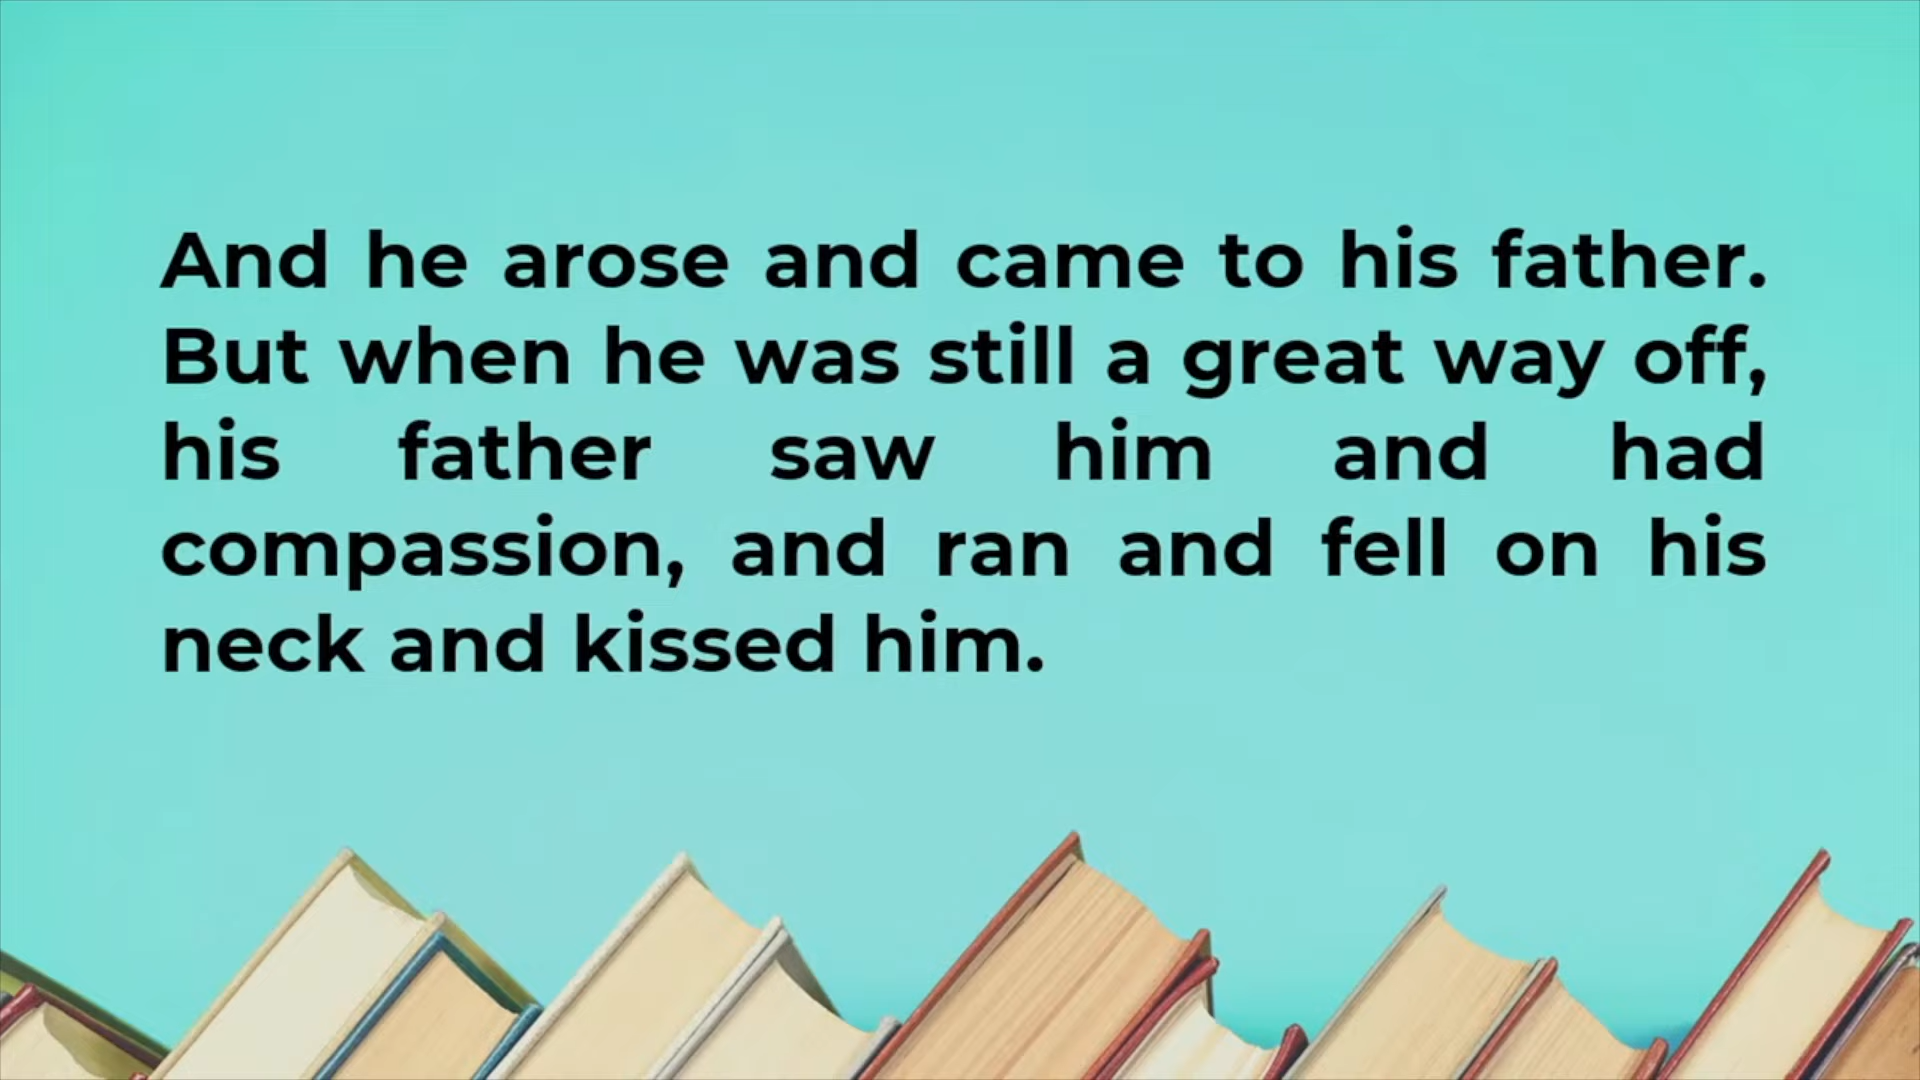 And he arose and came to his father.
But when he was still a great way off,
his father saw him and had
compassion, and ran and fell on his
neck and kissed him.